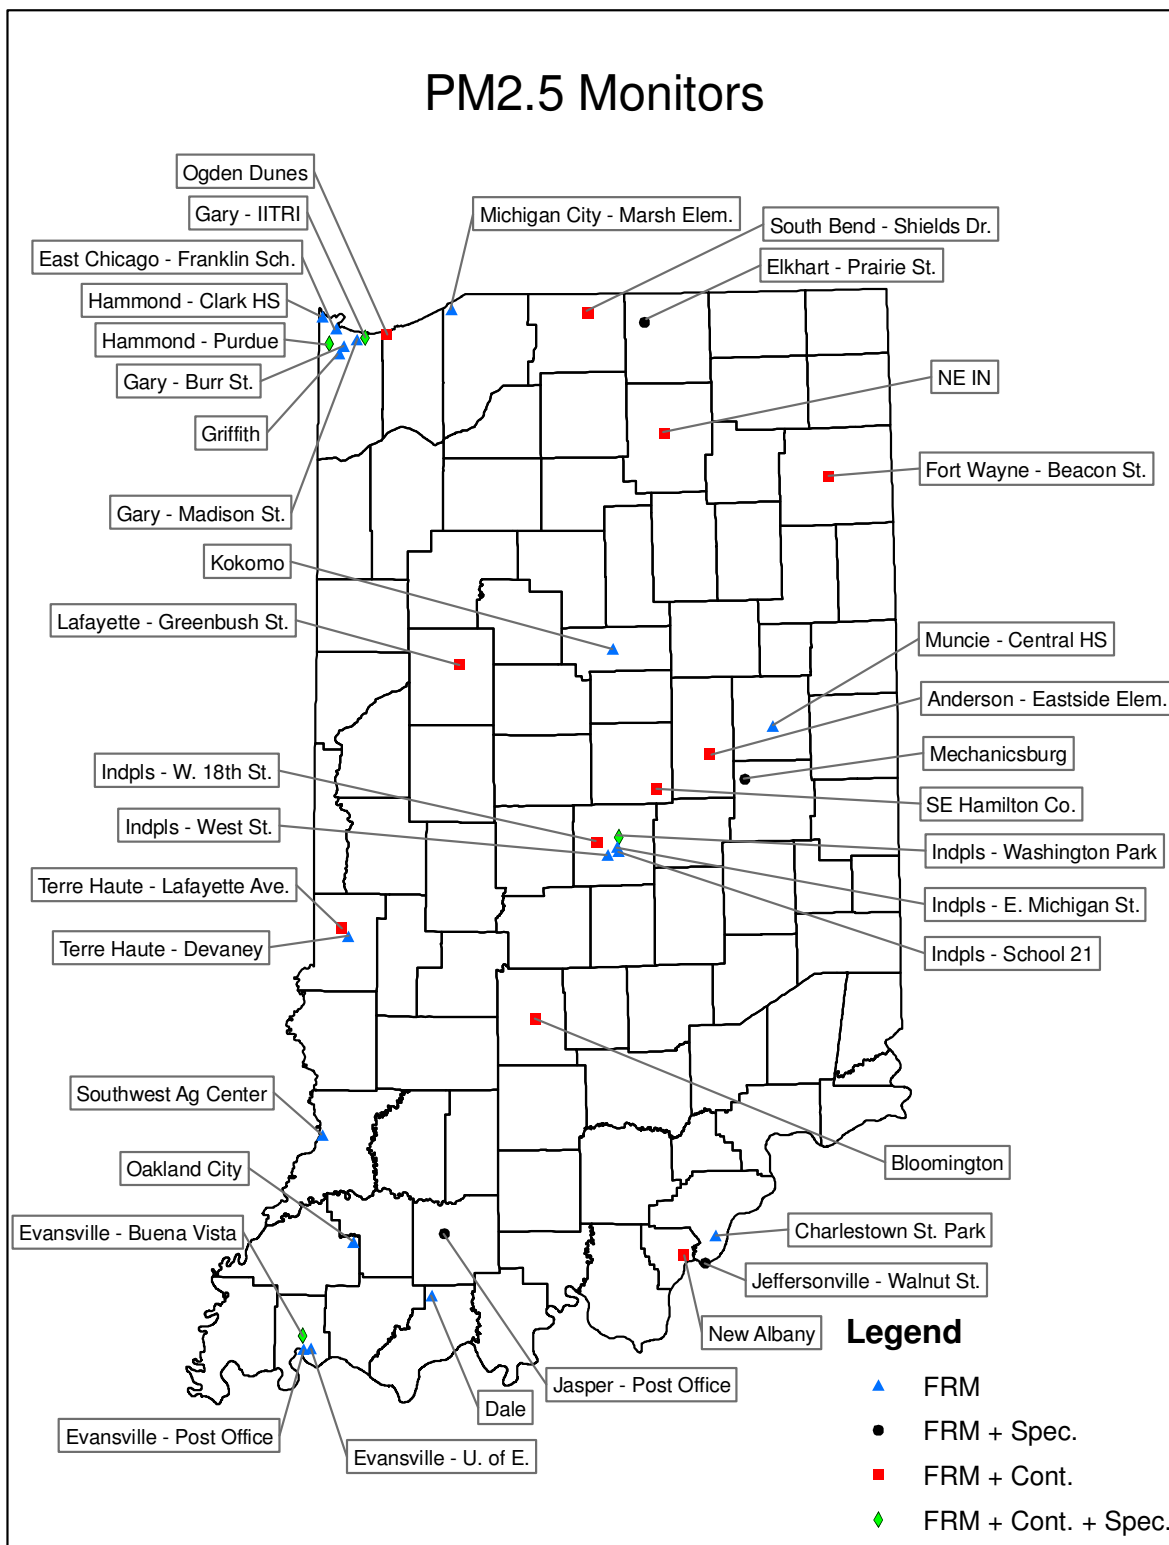 PM2.5 Monitors
Ogden Dunes
Gary - IITRI
Michigan City - Marsh Elem.
South Bend - Shields Dr.
East Chicago - Franklin Sch.
Elkhart - Prairie St.
Hammond - Clark HS
Hammond - Purdue
Gary - Burr St.
NE IN
Griffith
Fort Wayne - Beacon St.
Gary - Madison St.
Kokomo
Lafayette - Greenbush St.
Muncie - Central HS
Anderson - Eastside Elem.
Mechanicsburg
Indpls - W. 18th St.
SE Hamilton Co.
Indpls - West St.
Indpls - Washington Park
Terre Haute - Lafayette Ave.
Indpls - E. Michigan St.
Terre Haute - Devaney
Indpls - School 21
Southwest Ag Center
Oakland City
Bloomington
Evansville - Buena Vista
Charlestown St. Park
Jeffersonville - Walnut St.
New Albany
Jasper - Post Office
Dale
Evansville - Post Office
Evansville - U. of E.
Legend
FRM
FRM + Spec.
FRM + Cont.
FRM + Cont. + Spec.